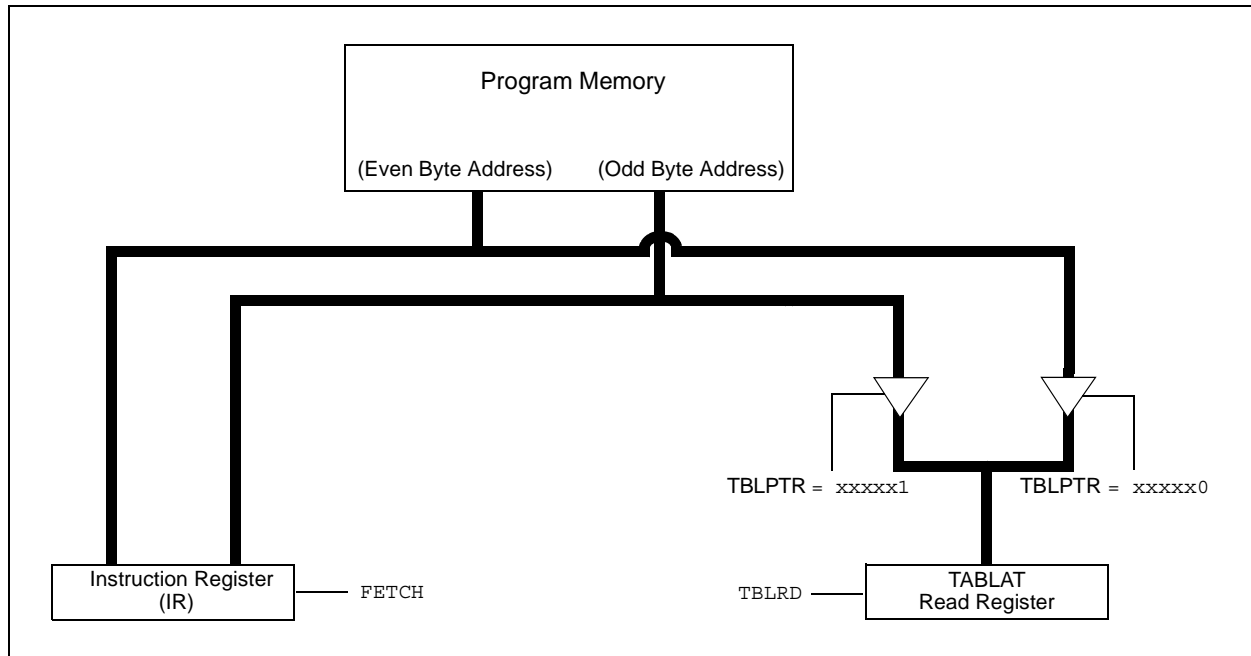 Program Memory
(Even Byte Address) (Odd Byte Address)
TBLPTR = xxxxx1
TBLPTR = xxxxx0
Instruction Register
(IR)
FETCH
TBLRD
TABLAT
Read Register